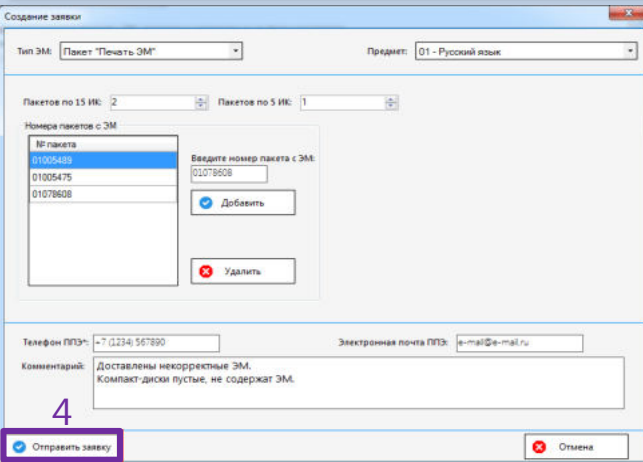 Создание заявки
Тип ЭМ: Пакет "Печать ЭМ" Предмет: 01 - Русский язык
Пакетов по 15 ИК: 2 Пакетов по 5 ИК: 1
Номера пакетов с ЭМ
№ пакета
01005489
01005475
01078608
Введите номер пакета с ЭМ:
01078608
Добавить
Удалить
Телефон ППЭ*: +7 (1234) 567890 Электронная почта ППЭ: e-mail@e-mail.ru
Комментарий: Доставлены некорректные ЭМ.
Компакт-диски пустые, не содержат ЭМ.
4
Отправить заявку Отмена